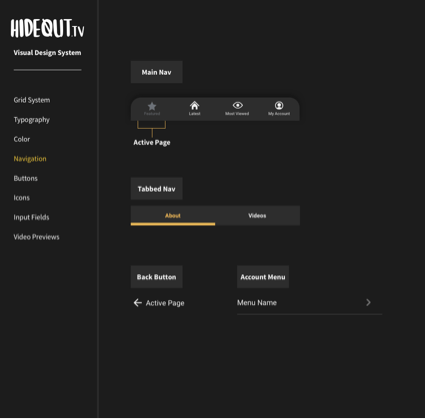 HIDEOUT.TV
Visual Design System
Grid System
Typography
Color
Navigation
Buttons
Icons
Input Fields
Video Previews
Main Nav
Featured
Latest
Most Viewed
My Account
Active Page
Tabbed Nav
About
Videos
Back Button
Active Page
Account Menu
Menu Name